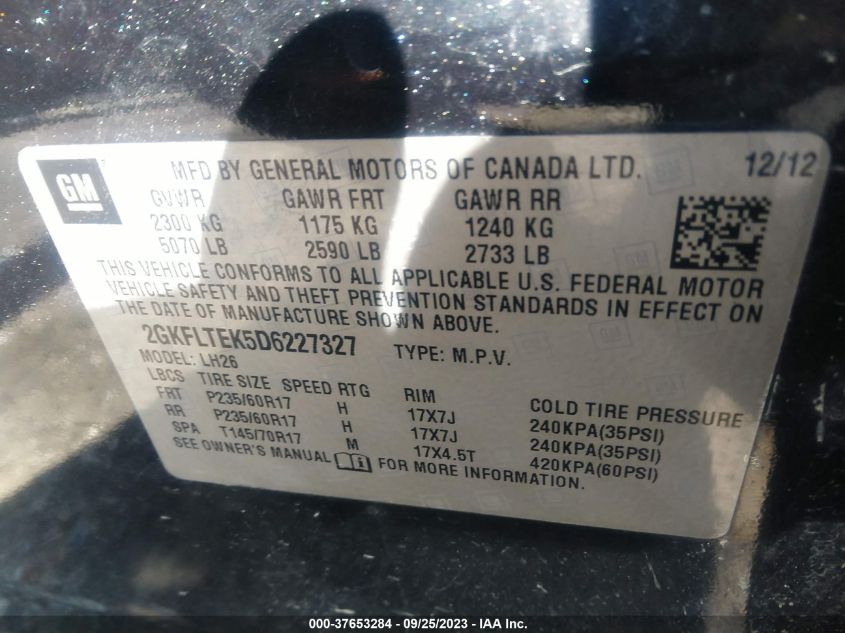 GM
MFD BY GENERAL MOTORS OF CANADA LTD. 12/12
GVWR GAWR FRT GAWR RR
2300 KG 1175 KG 1240 KG
5070 LB 2590 LB 2733 LB
THIS VEHICLE CONFORMS TO ALL APPLICABLE U.S. FEDERAL MOTOR
VEHICLE SAFETY AND THEFT PREVENTION STANDARDS IN EFFECT ON
THE DATE OF MANUFACTURE SHOWN ABOVE.
2GKFLTEK5D6227327 TYPE: M.P.V.
MODEL: LH26
LBCS TIRE SIZE SPEED RTG RIM COLD TIRE PRESSURE
FRT P235/60R17 H 17X7J 240KPA(35PSI)
RR P235/60R17 H 17X7J 240KPA(35PSI)
SPA T145/70R17 M 17X4.5T 420KPA(60PSI)
SEE OWNER'S MANUAL FOR MORE INFORMATION.
000-37653284 - 09/25/2023 - IAA Inc.